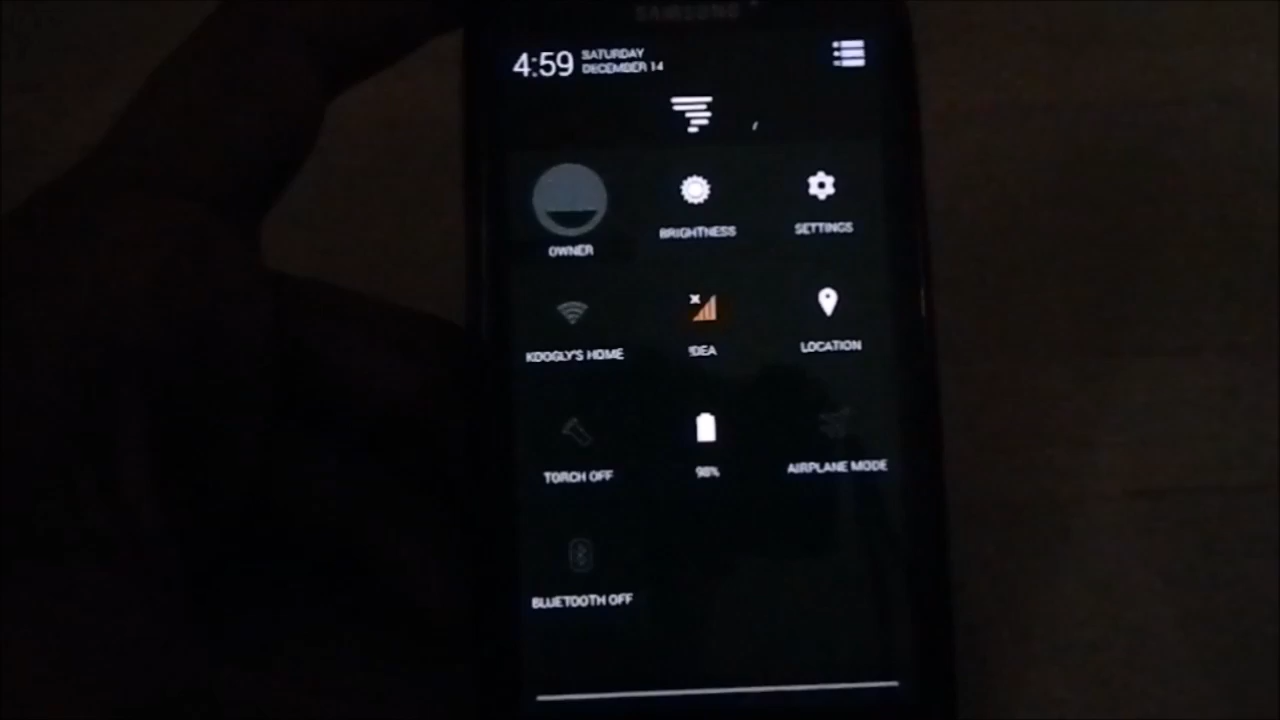 SAMSUNG
4:59 SATURDAY
DECEMBER 14
OWNER
BRIGHTNESS
SETTINGS
KOOGLY'S HOME
IDEA
LOCATION
TORCH OFF
98%
AIRPLANE MODE
BLUETOOTH OFF